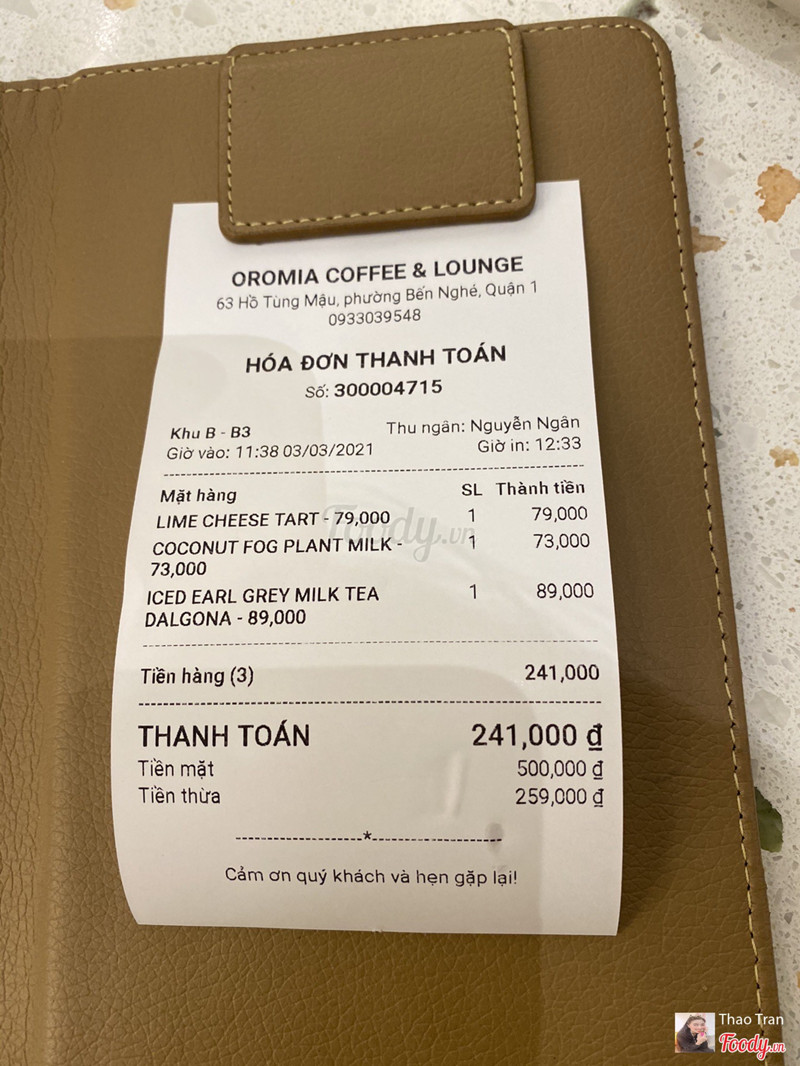 OROMIA COFFEE & LOUNGE
63 Hồ Tùng Mậu, phường Bến Nghé, Quận 1
0933039548
HÓA ĐƠN THANH TOÁN
Số: 300004715
Khu B - B3 Thu ngân: Nguyễn Ngân
Giờ vào: 11:38 03/03/2021 Giờ in: 12:33
Mặt hàng SL Thành tiền
LIME CHEESE TART - 79,000 1 79,000
COCONUT FOG PLANT MILK - 1 73,000
73,000
ICED EARL GREY MILK TEA 1 89,000
DALGONA - 89,000
Tiền hàng (3) 241,000
THANH TOÁN 241,000 ₫
Tiền mặt 500,000 ₫
Tiền thừa 259,000 ₫
Cảm ơn quý khách và hẹn gặp lại!
Foody.vn
Thao Tran
Foody.vn